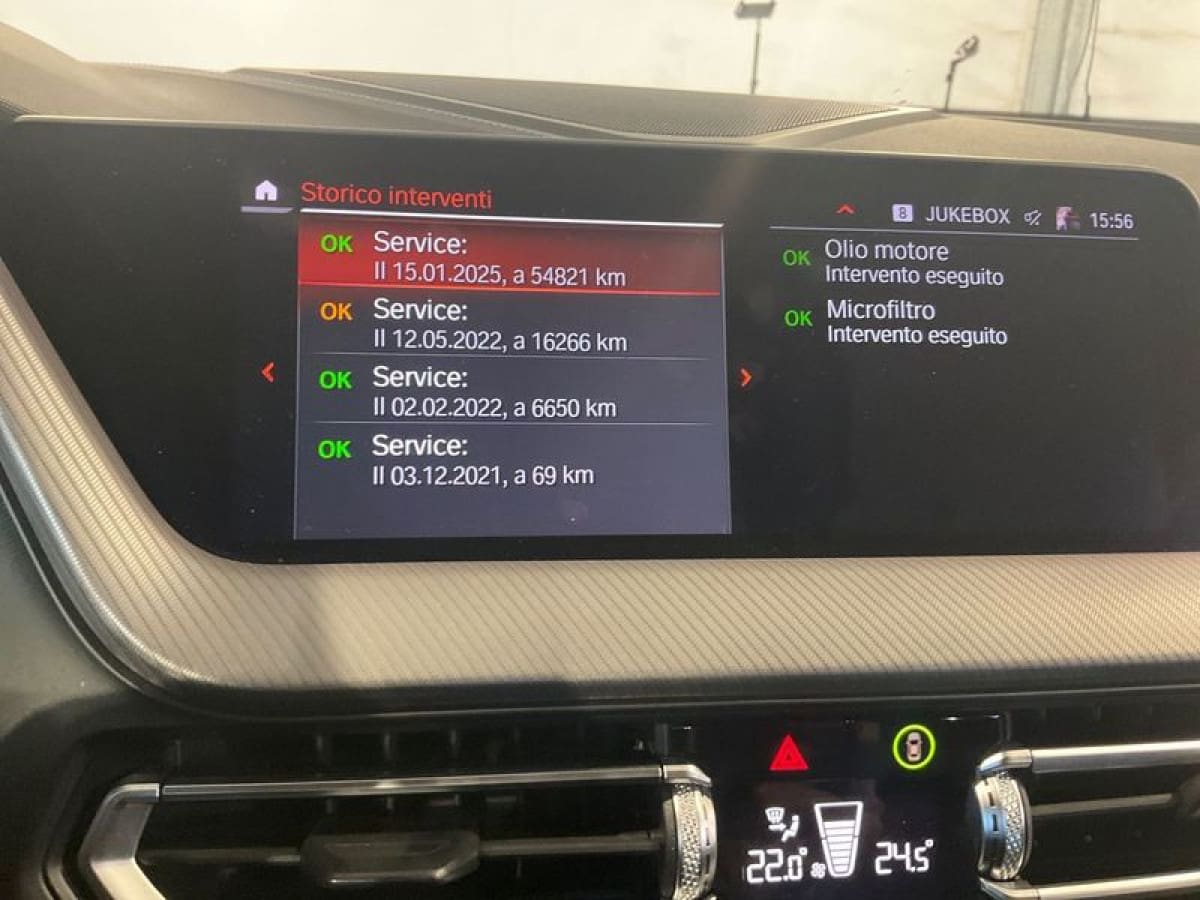 Storico interventi
8 JUKEBOX 15:56
OK Service:
Il 15.01.2025, a 54821 km
OK Service:
Il 12.05.2022, a 16266 km
OK Service:
Il 02.02.2022, a 6650 km
OK Service:
Il 03.12.2021, a 69 km
OK Olio motore
Intervento eseguito
OK Microfiltro
Intervento eseguito
22.0° 24.5°